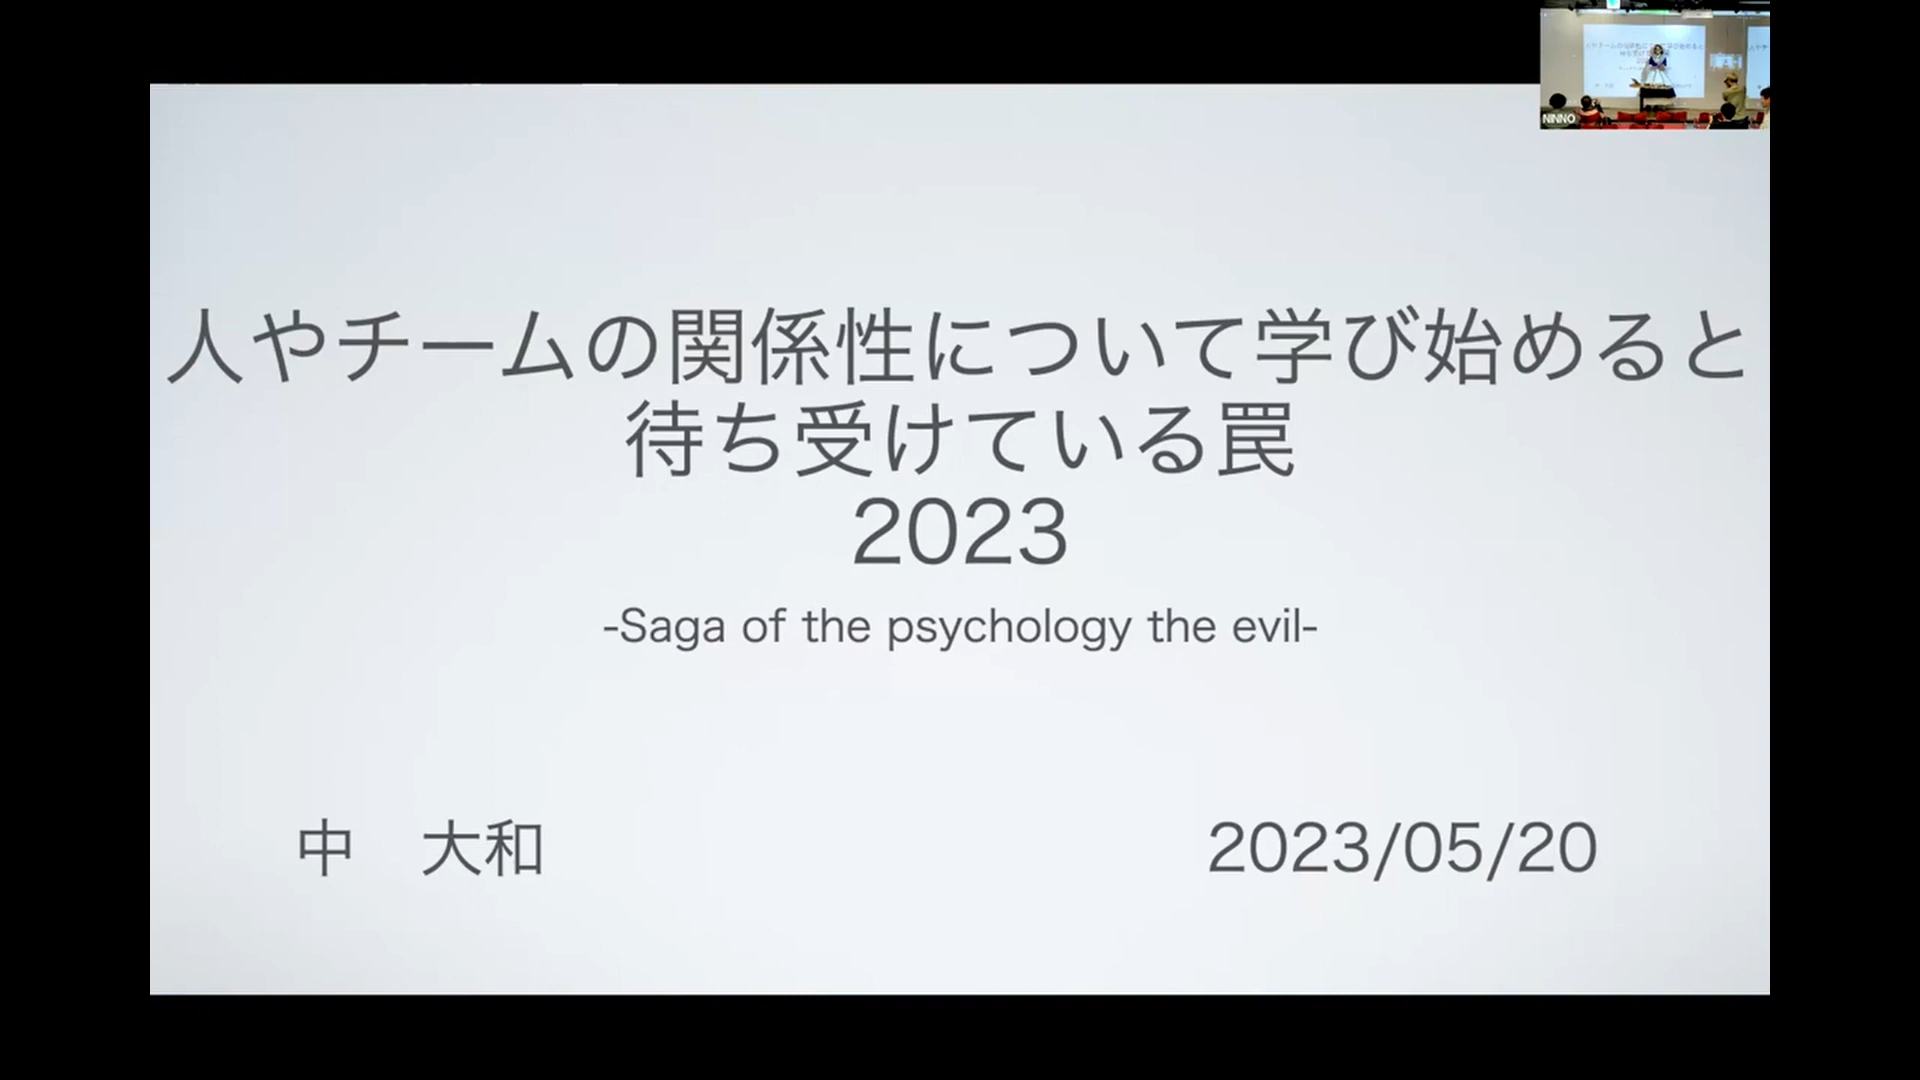 人やチームの関係性について学び始めると
待ち受けている罠
2023
-Saga of the psychology the evil-
中　大和
2023/05/20
NINNO